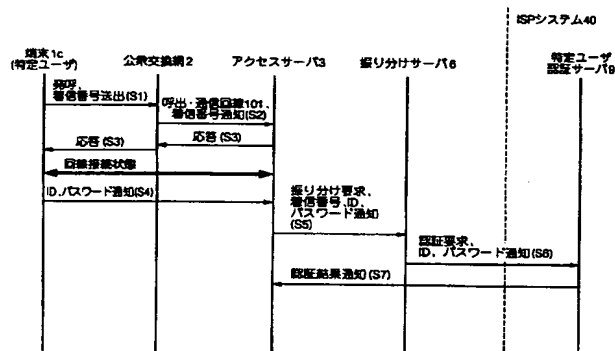 ISPシステム40
端末1c
(特定ユーザ)
公衆交換網2
アクセスサーバ3
振り分けサーバ6
特定ユーザ
認証サーバ9
発呼、
着信番号送出(S1)
呼出・通信回線101、
着信番号通知(S2)
応答(S3)
応答(S3)
回線接続状態
ID、パスワード通知(S4)
振り分け要求、
着信番号、ID、
パスワード通知
(S5)
認証要求、
ID、パスワード通知(S6)
認証結果通知(S7)